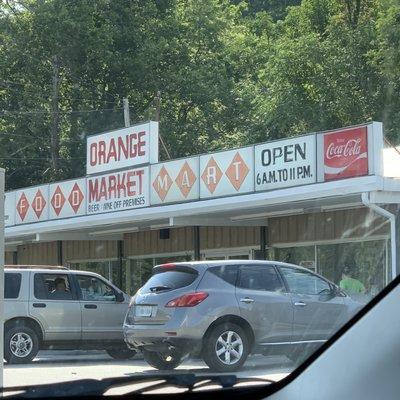 ORANGE
MARKET
BEER - WINE OFF PREMISES
FOOD
MART
OPEN
6 A.M. TO 11 P.M.
Coca-Cola